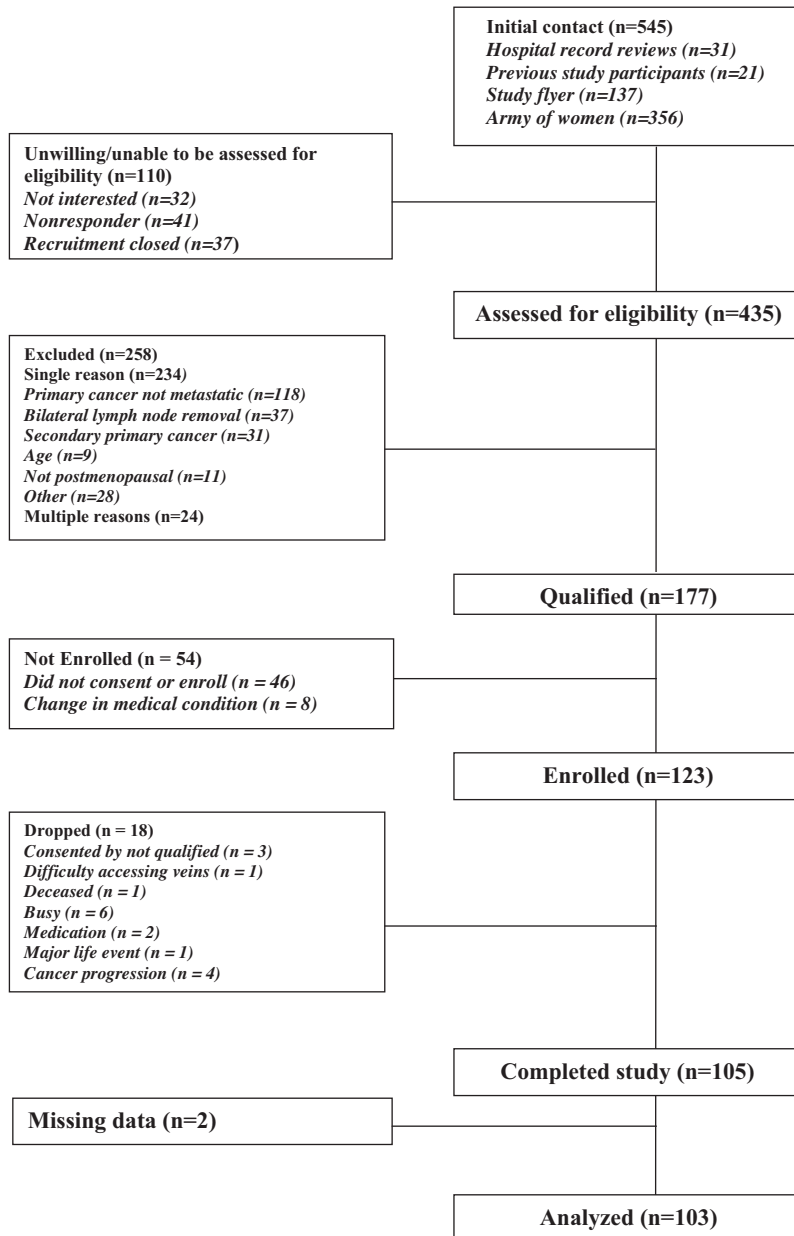 Initial contact (n=545)
Hospital record reviews (n=31)
Previous study participants (n=21)
Study flyer (n=137)
Army of women (n=356)
Unwilling/unable to be assessed for
eligibility (n=110)
Not interested (n=32)
Nonresponder (n=41)
Recruitment closed (n=37)
Assessed for eligibility (n=435)
Excluded (n=258)
Single reason (n=234)
Primary cancer not metastatic (n=118)
Bilateral lymph node removal (n=37)
Secondary primary cancer (n=31)
Age (n=9)
Not postmenopausal (n=11)
Other (n=28)
Multiple reasons (n=24)
Qualified (n=177)
Not Enrolled (n = 54)
Did not consent or enroll (n = 46)
Change in medical condition (n = 8)
Enrolled (n=123)
Dropped (n = 18)
Consented by not qualified (n = 3)
Difficulty accessing veins (n = 1)
Deceased (n = 1)
Busy (n = 6)
Medication (n = 2)
Major life event (n = 1)
Cancer progression (n = 4)
Completed study (n=105)
Missing data (n=2)
Analyzed (n=103)